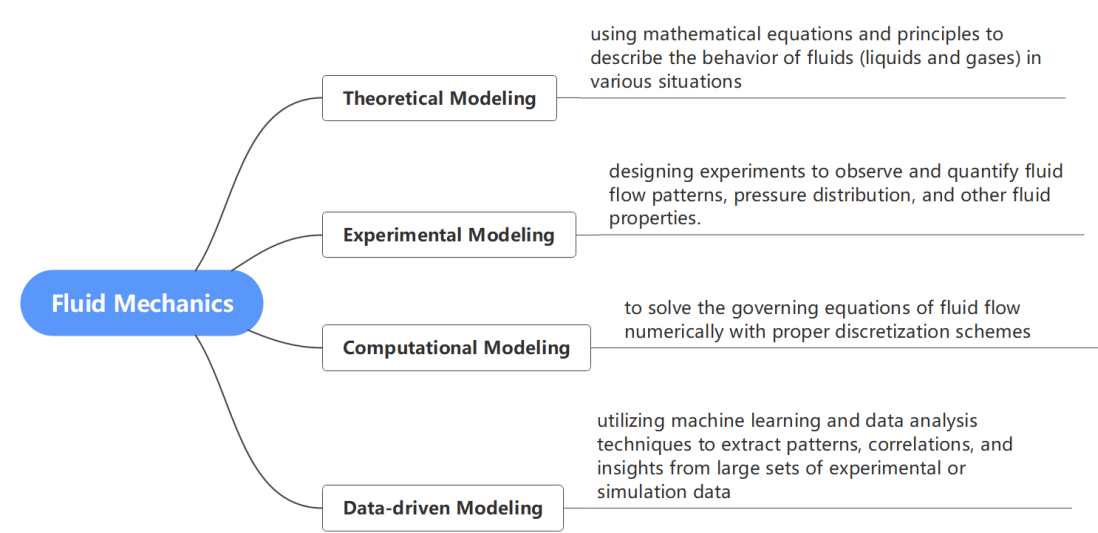 using mathematical equations and principles to
describe the behavior of fluids (liquids and gases) in
various situations
Theoretical Modeling
designing experiments to observe and quantify fluid
flow patterns, pressure distribution, and other fluid
properties.
Experimental Modeling
Fluid Mechanics
to solve the governing equations of fluid flow
numerically with proper discretization schemes
Computational Modeling
utilizing machine learning and data analysis
techniques to extract patterns, correlations, and
insights from large sets of experimental or
simulation data
Data-driven Modeling